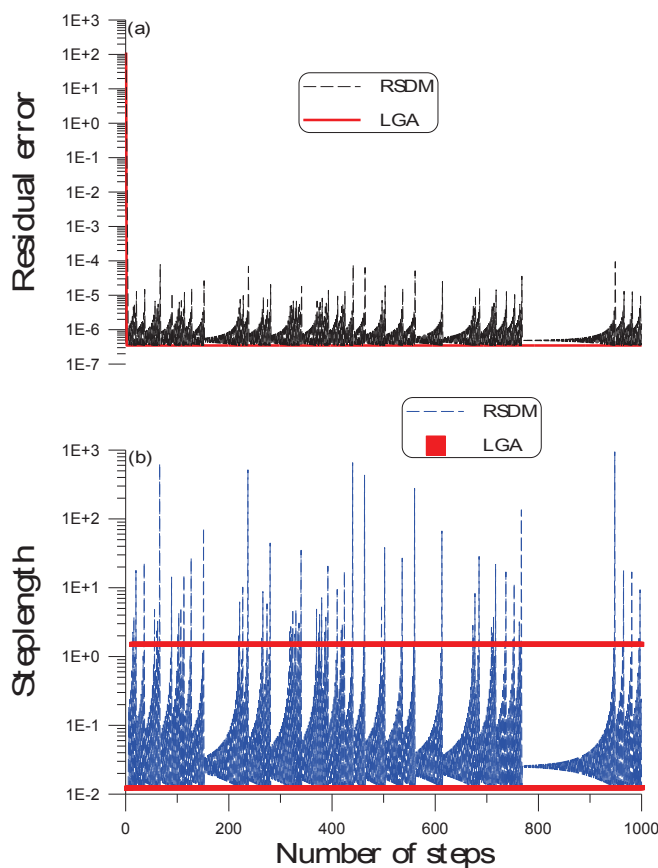 1E+3
(a)
1E+2
1E+1
1E+0
1E-1
1E-2
1E-3
1E-4
1E-5
1E-6
1E-7
Residual error
RSDM
LGA
RSDM
LGA
1E+3
(b)
1E+2
1E+1
1E+0
1E-1
1E-2
Steplength
0 200 400 600 800 1000
Number of steps